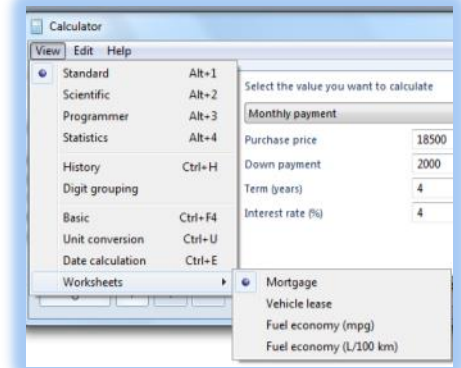 Calculator
View Edit Help
Standard Alt+1
Scientific Alt+2
Programmer Alt+3
Statistics Alt+4
History Ctrl+H
Digit grouping
Basic Ctrl+F4
Unit conversion Ctrl+U
Date calculation Ctrl+E
Worksheets
Select the value you want to calculate
Monthly payment
Purchase price 18500
Down payment 2000
Term (years) 4
Interest rate (%) 4
Mortgage
Vehicle lease
Fuel economy (mpg)
Fuel economy (L/100 km)